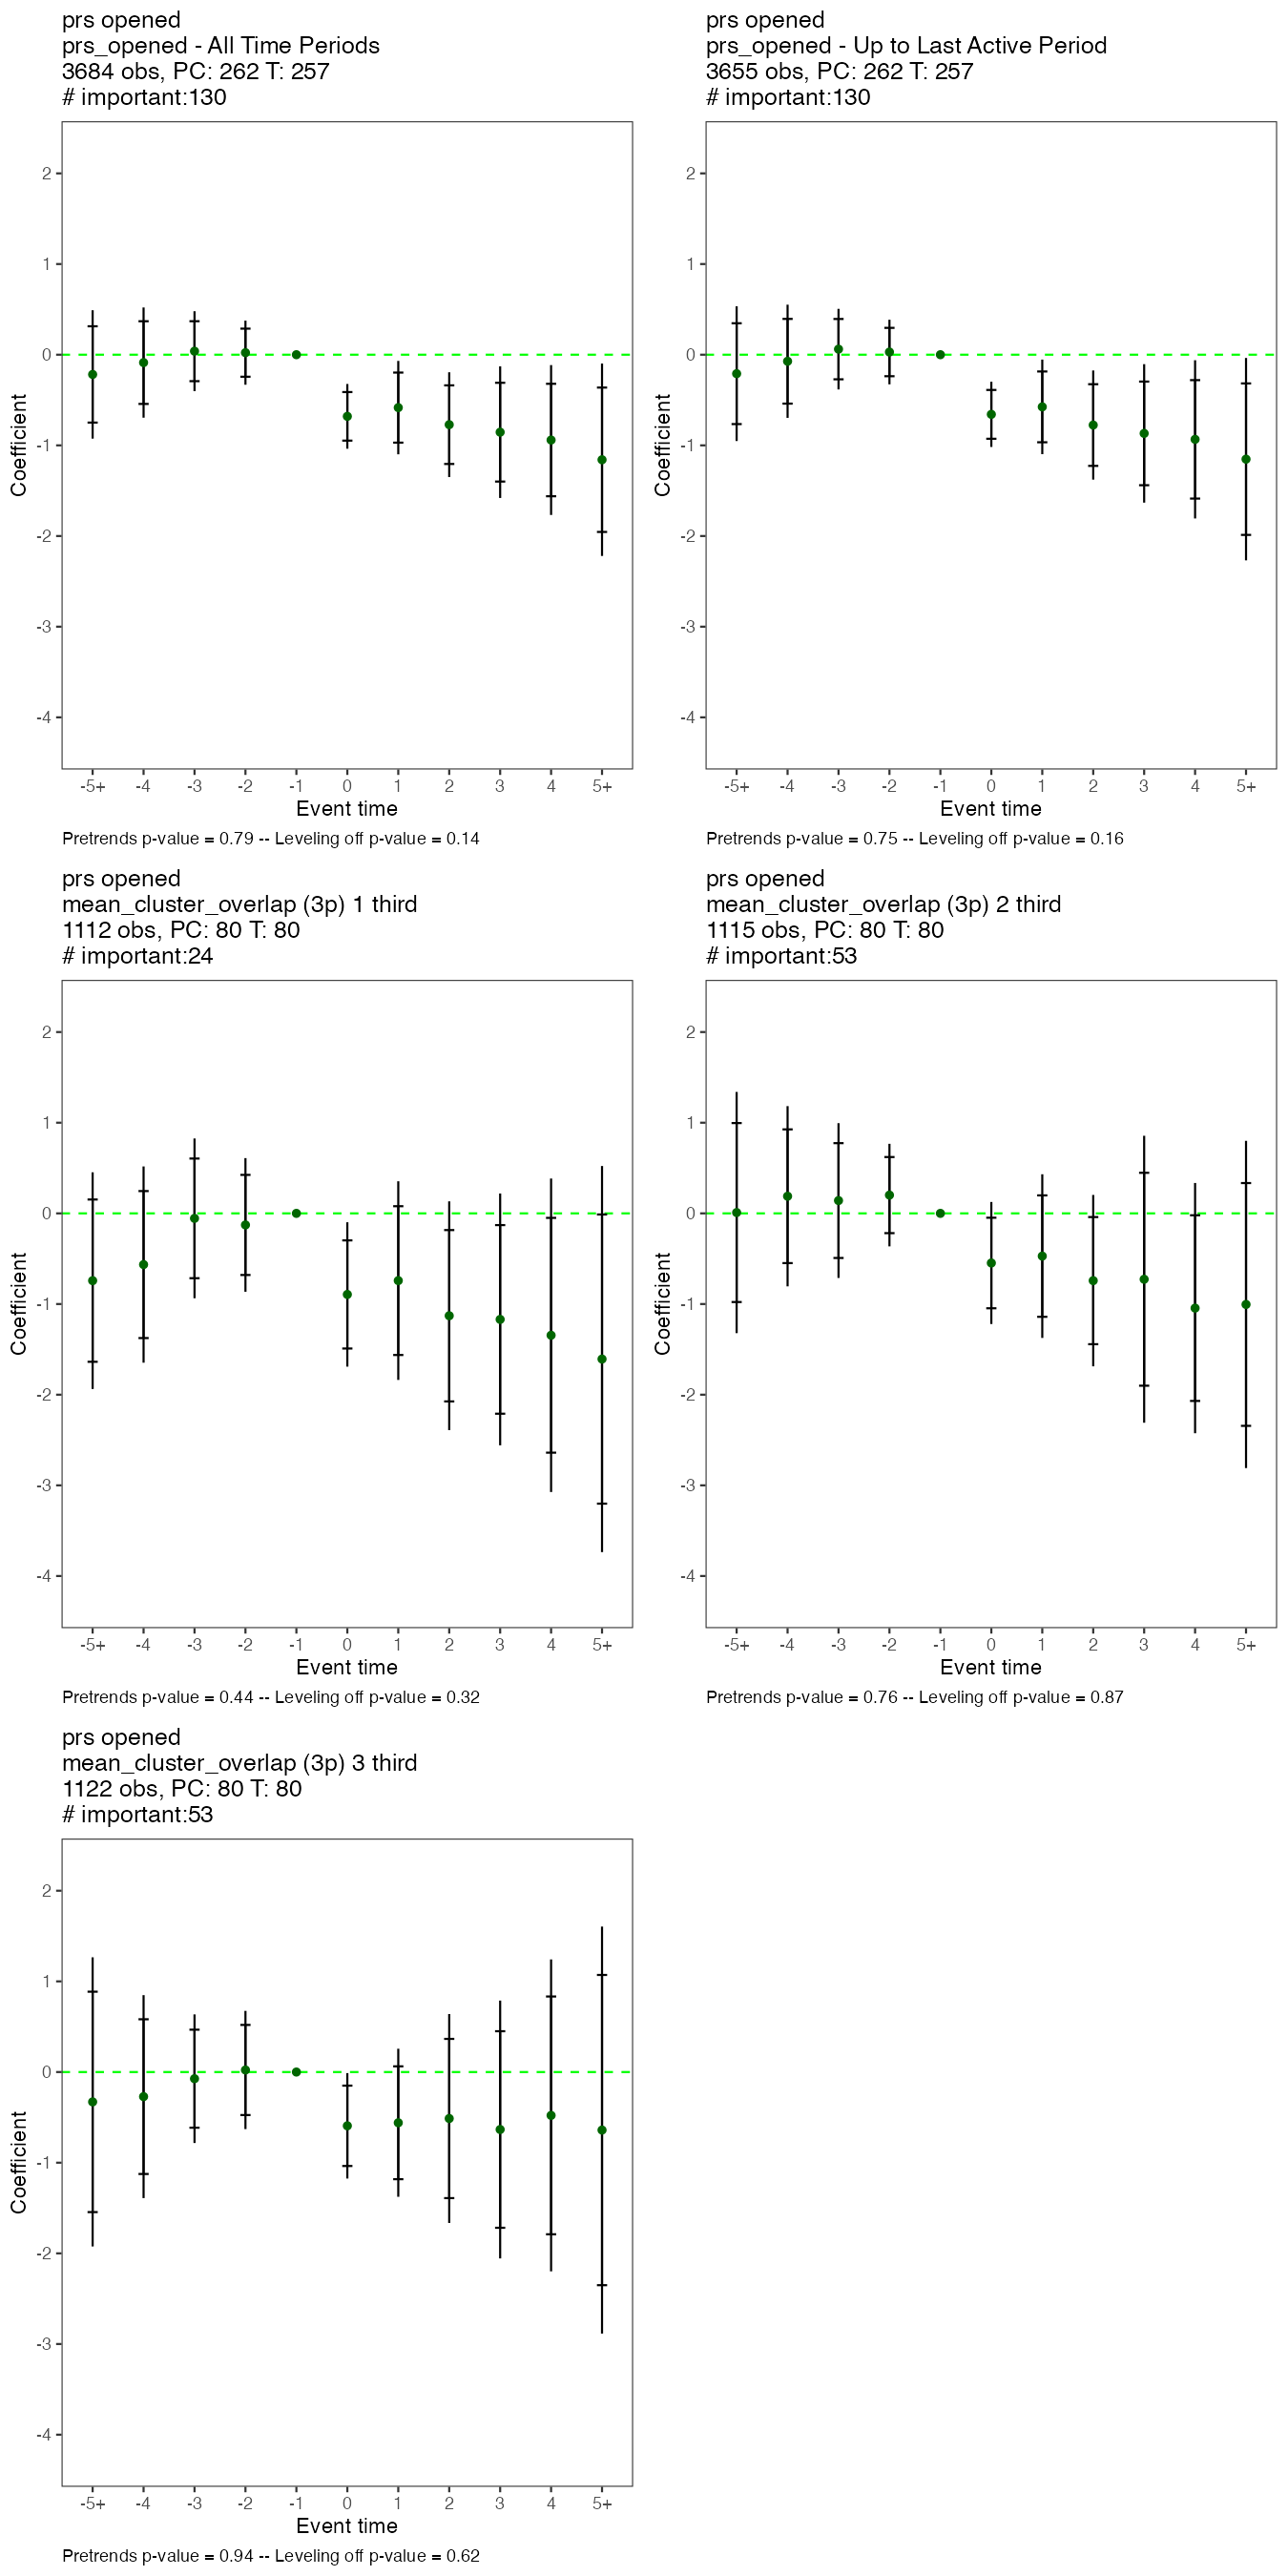 prs opened
prs_opened - All Time Periods
3684 obs, PC: 262 T: 257
# important:130
2
1
0
-1
-2
-3
-4
Coefficient
-5+ -4 -3 -2 -1 0 1 2 3 4 5+
Event time
Pretrends p-value = 0.79 -- Leveling off p-value = 0.14
prs opened
prs_opened - Up to Last Active Period
3655 obs, PC: 262 T: 257
# important:130
2
1
0
-1
-2
-3
-4
Coefficient
-5+ -4 -3 -2 -1 0 1 2 3 4 5+
Event time
Pretrends p-value = 0.75 -- Leveling off p-value = 0.16
prs opened
mean_cluster_overlap (3p) 1 third
1112 obs, PC: 80 T: 80
# important:24
2
1
0
-1
-2
-3
-4
Coefficient
-5+ -4 -3 -2 -1 0 1 2 3 4 5+
Event time
Pretrends p-value = 0.44 -- Leveling off p-value = 0.32
prs opened
mean_cluster_overlap (3p) 2 third
1115 obs, PC: 80 T: 80
# important:53
2
1
0
-1
-2
-3
-4
Coefficient
-5+ -4 -3 -2 -1 0 1 2 3 4 5+
Event time
Pretrends p-value = 0.76 -- Leveling off p-value = 0.87
prs opened
mean_cluster_overlap (3p) 3 third
1122 obs, PC: 80 T: 80
# important:53
2
1
0
-1
-2
-3
-4
Coefficient
-5+ -4 -3 -2 -1 0 1 2 3 4 5+
Event time
Pretrends p-value = 0.94 -- Leveling off p-value = 0.62